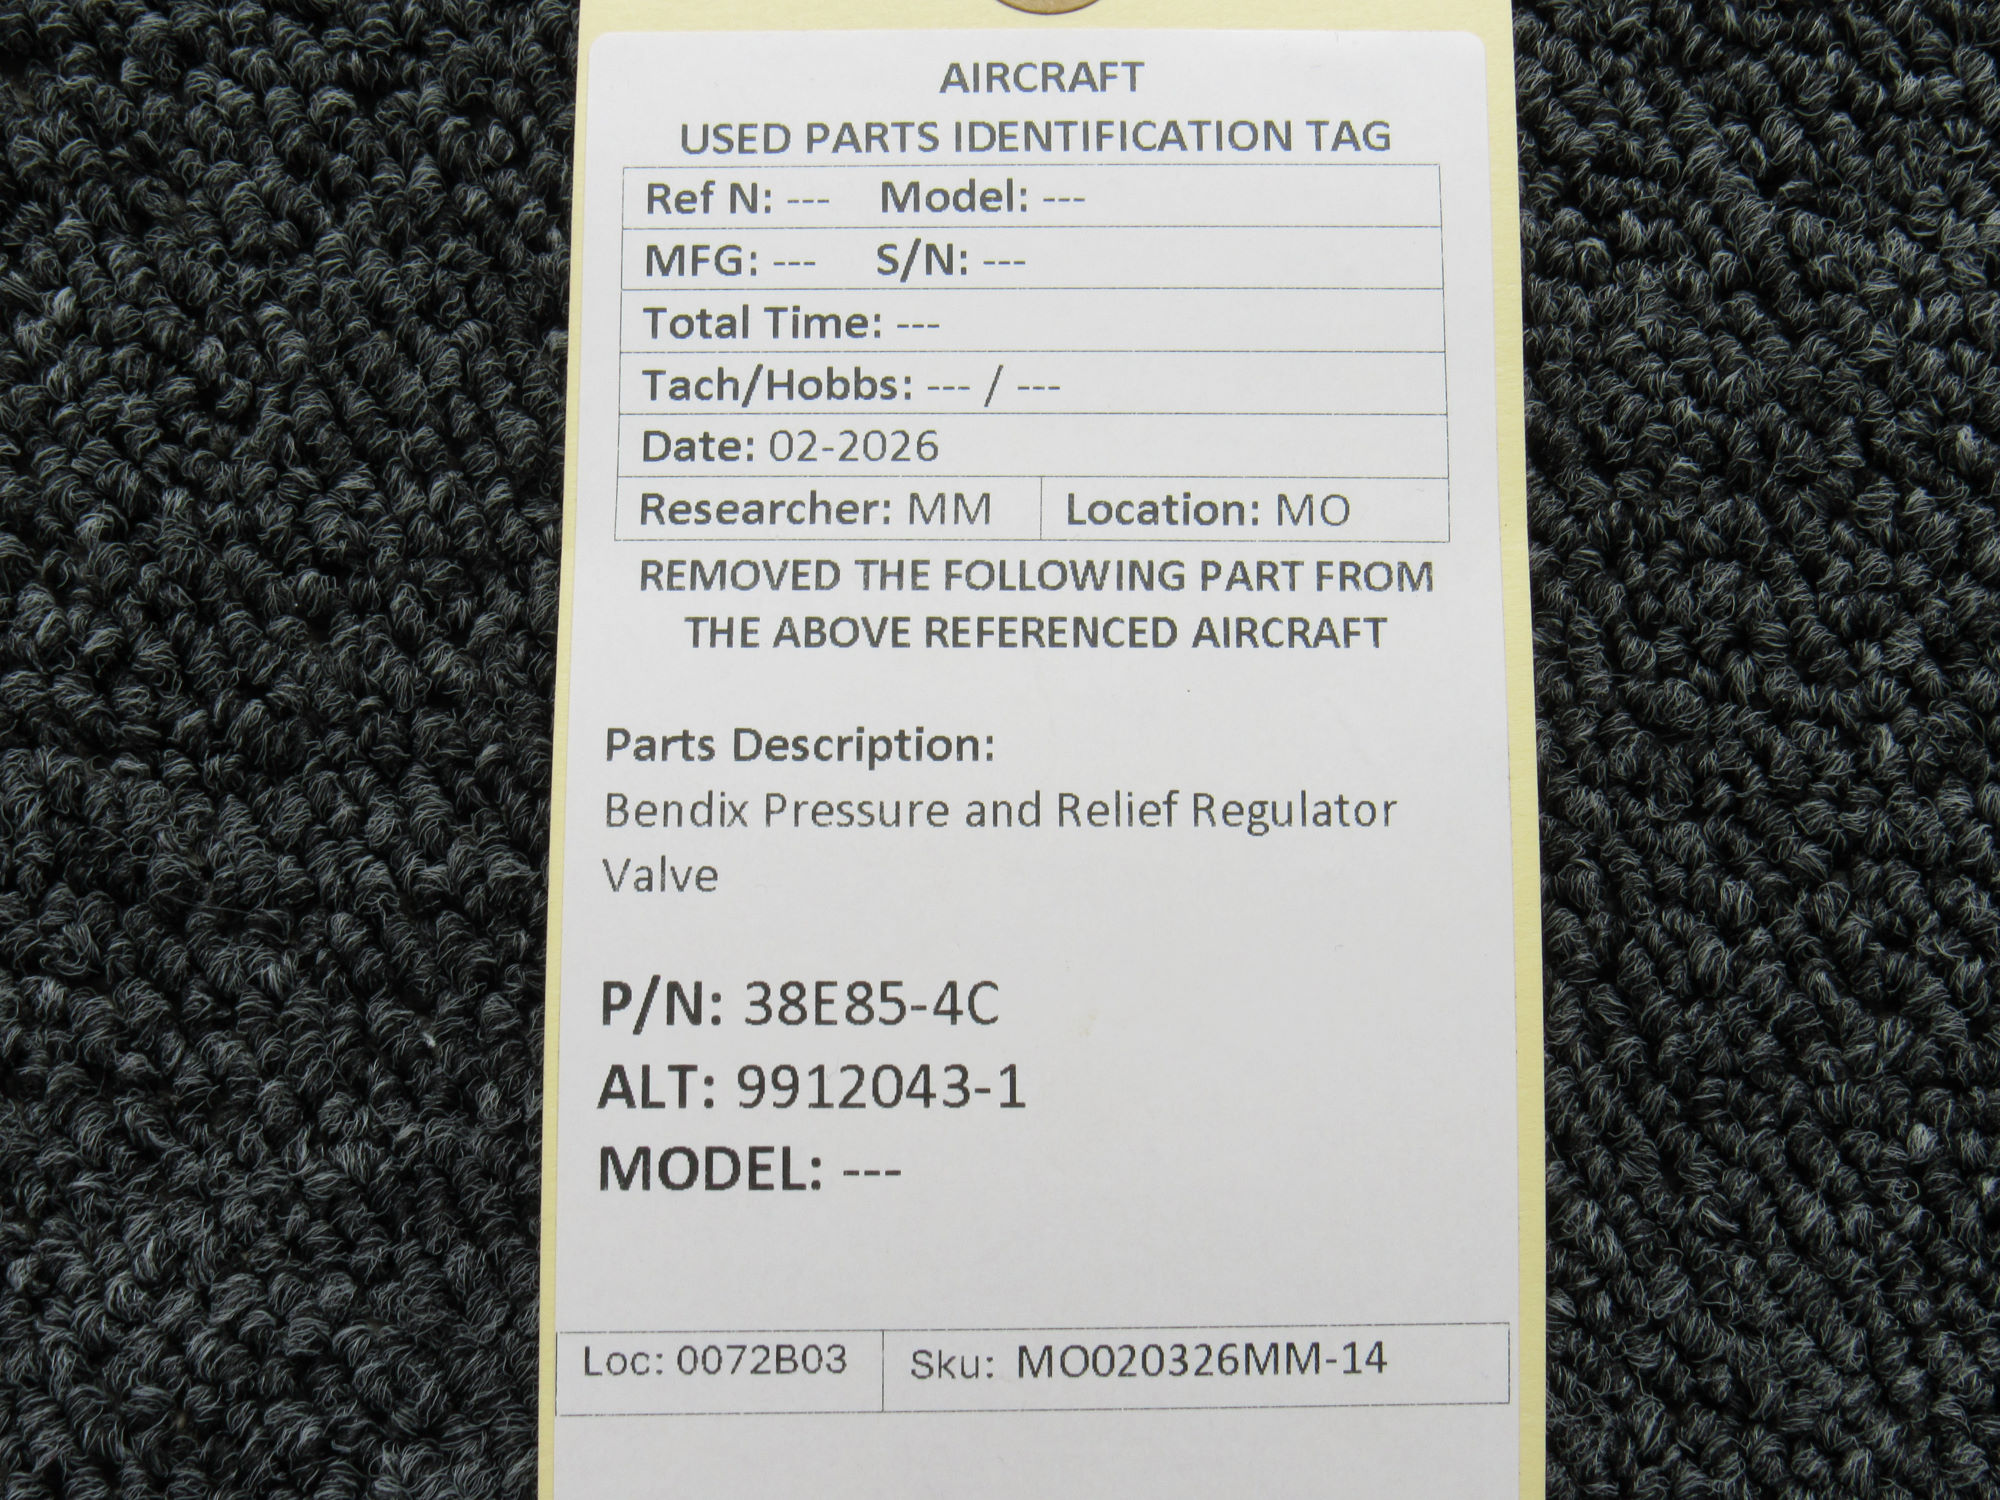 AIRCRAFT
USED PARTS IDENTIFICATION TAG
Ref N: --- Model: ---
MFG: --- S/N: ---
Total Time: ---
Tach/Hobbs: --- / ---
Date: 02-2026
Researcher: MM Location: MO
REMOVED THE FOLLOWING PART FROM
THE ABOVE REFERENCED AIRCRAFT
Parts Description:
Bendix Pressure and Relief Regulator
Valve
P/N: 38E85-4C
ALT: 9912043-1
MODEL: ---
Loc: 0072B03 Sku: MO020326MM-14